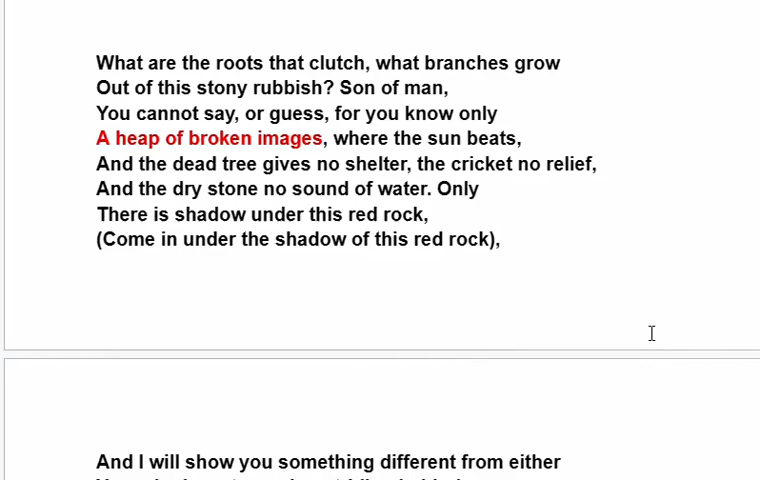 What are the roots that clutch, what branches grow
Out of this stony rubbish? Son of man,
You cannot say, or guess, for you know only
A heap of broken images, where the sun beats,
And the dead tree gives no shelter, the cricket no relief,
And the dry stone no sound of water. Only
There is shadow under this red rock,
(Come in under the shadow of this red rock),
And I will show you something different from either